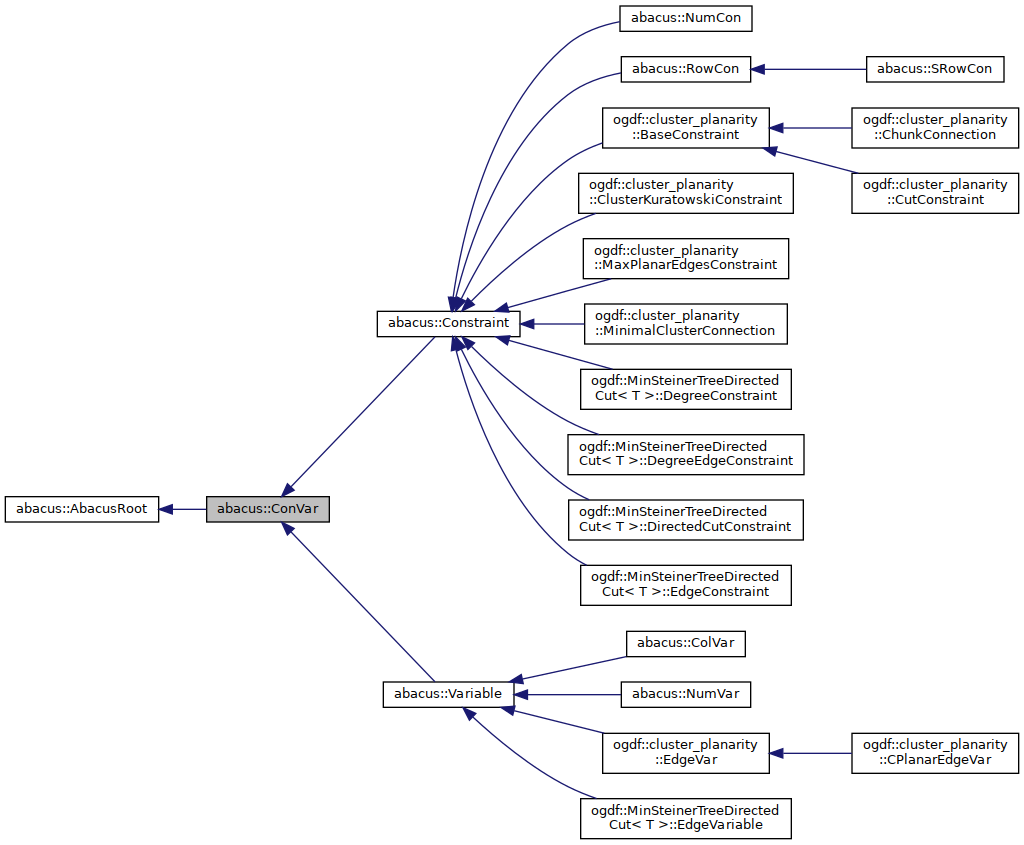 abacus::NumCon
abacus::RowCon
abacus::SRowCon
ogdf::cluster_planarity
::BaseConstraint
ogdf::cluster_planarity
::ChunkConnection
ogdf::cluster_planarity
::CutConstraint
ogdf::cluster_planarity
::ClusterKuratowskiConstraint
ogdf::cluster_planarity
::MaxPlanarEdgesConstraint
abacus::Constraint
ogdf::cluster_planarity
::MinimalClusterConnection
ogdf::MinSteinerTreeDirected
Cut< T >::DegreeConstraint
ogdf::MinSteinerTreeDirected
Cut< T >::DegreeEdgeConstraint
abacus::AbacusRoot
abacus::ConVar
ogdf::MinSteinerTreeDirected
Cut< T >::DirectedCutConstraint
ogdf::MinSteinerTreeDirected
Cut< T >::EdgeConstraint
abacus::ColVar
abacus::Variable
abacus::NumVar
ogdf::cluster_planarity
::EdgeVar
ogdf::cluster_planarity
::CPlanarEdgeVar
ogdf::MinSteinerTreeDirected
Cut< T >::EdgeVariable